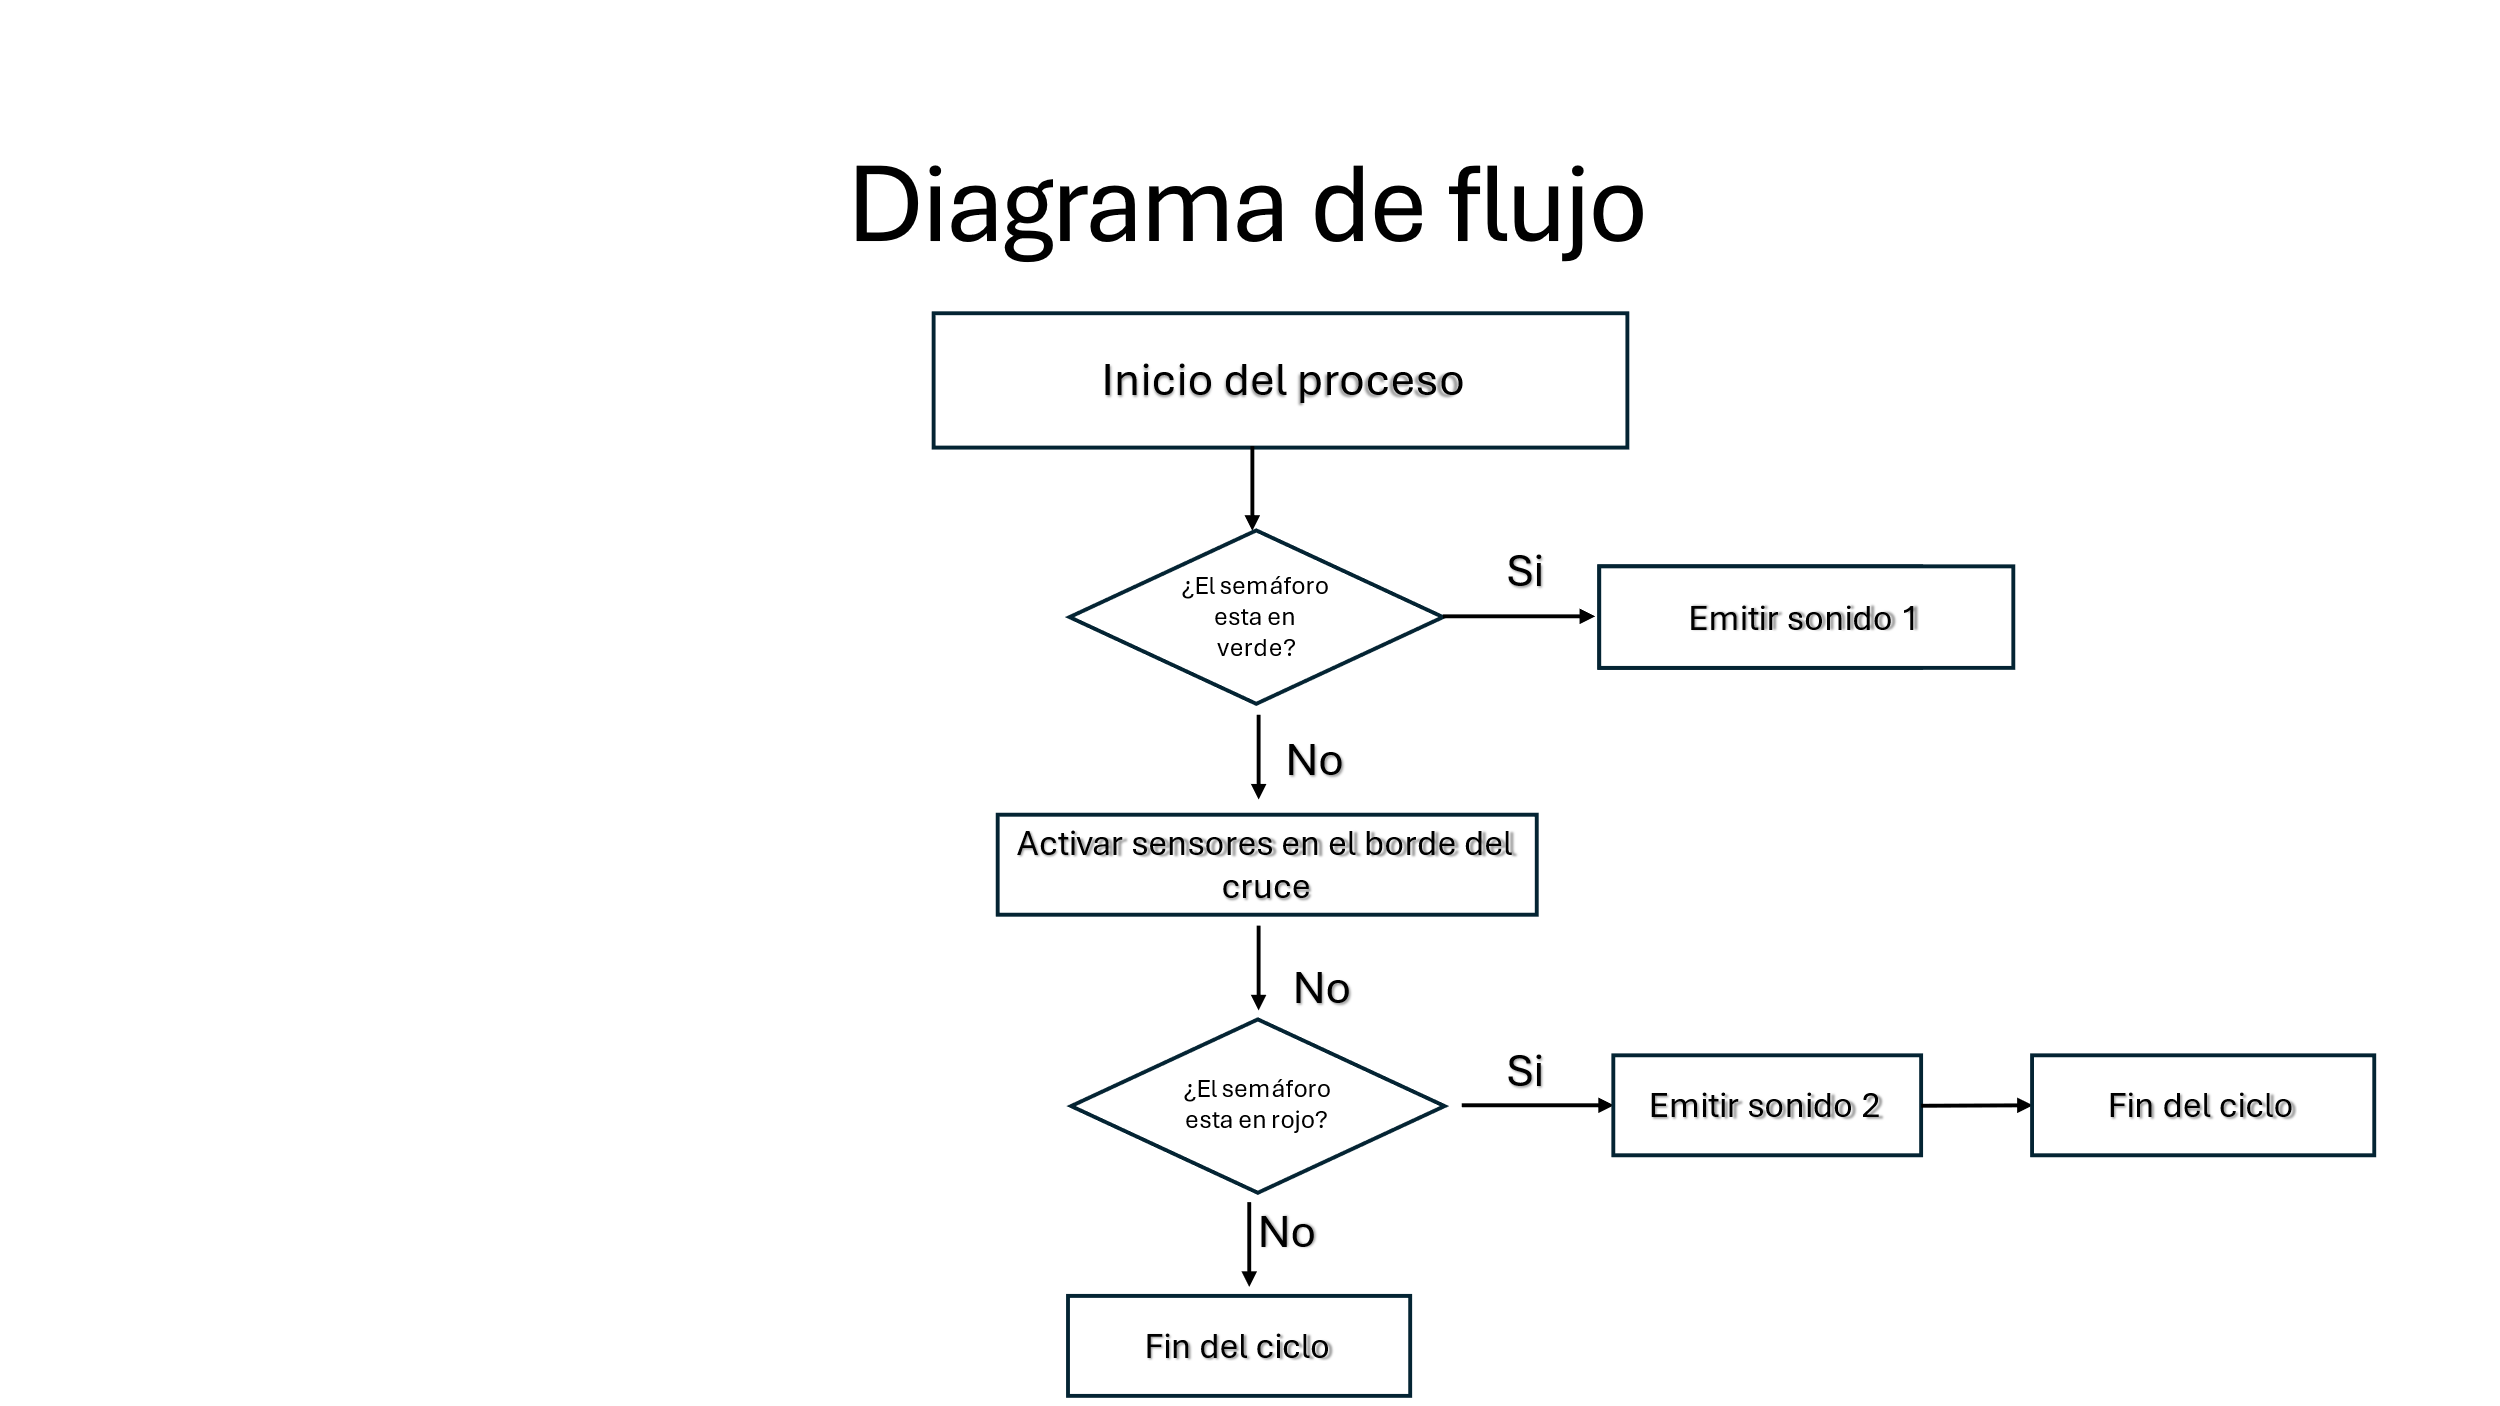 Diagrama de flujo
Inicio del proceso
¿El semáforo
esta en
verde?
Si
Emitir sonido 1
No
Activar sensores en el borde del
cruce
No
¿El semáforo
esta en rojo?
Si
Emitir sonido 2
Fin del ciclo
No
Fin del ciclo